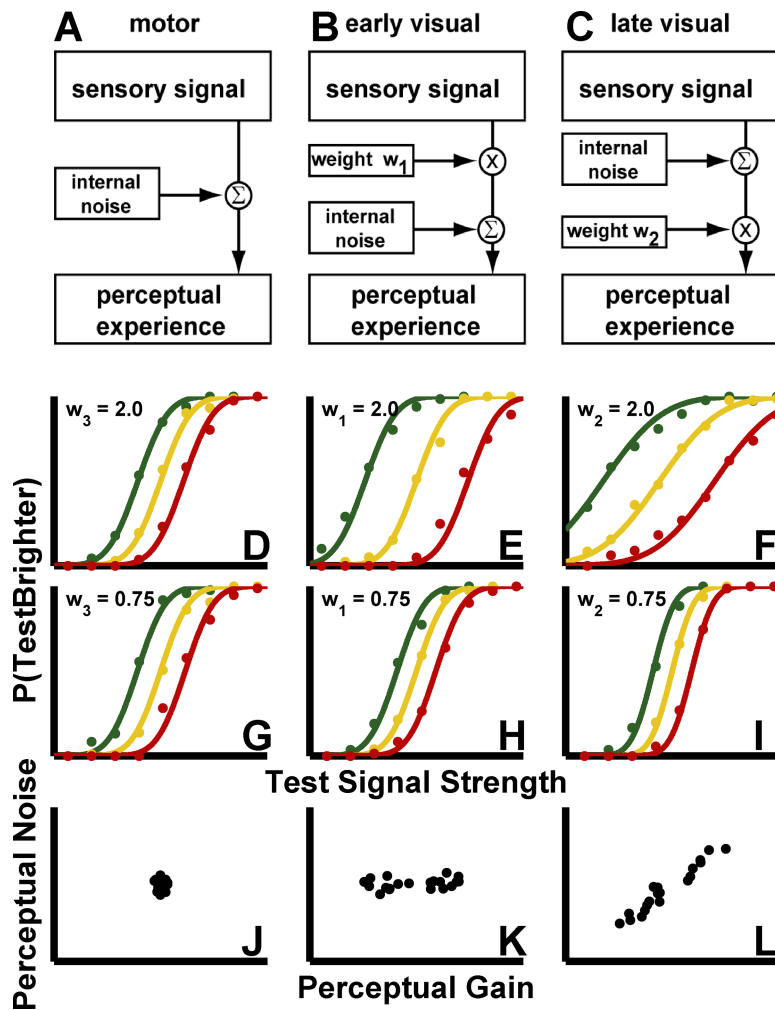 A motor
B early visual
C late visual
sensory signal
sensory signal
sensory signal
internal
noise
Σ
weight w1
X
internal
noise
Σ
internal
noise
Σ
weight w2
X
perceptual
experience
perceptual
experience
perceptual
experience
P(TestBrighter)
w3 = 2.0
D
w1 = 2.0
E
w2 = 2.0
F
w3 = 0.75
G
w1 = 0.75
H
w2 = 0.75
I
Test Signal Strength
Perceptual Noise
J
K
L
Perceptual Gain